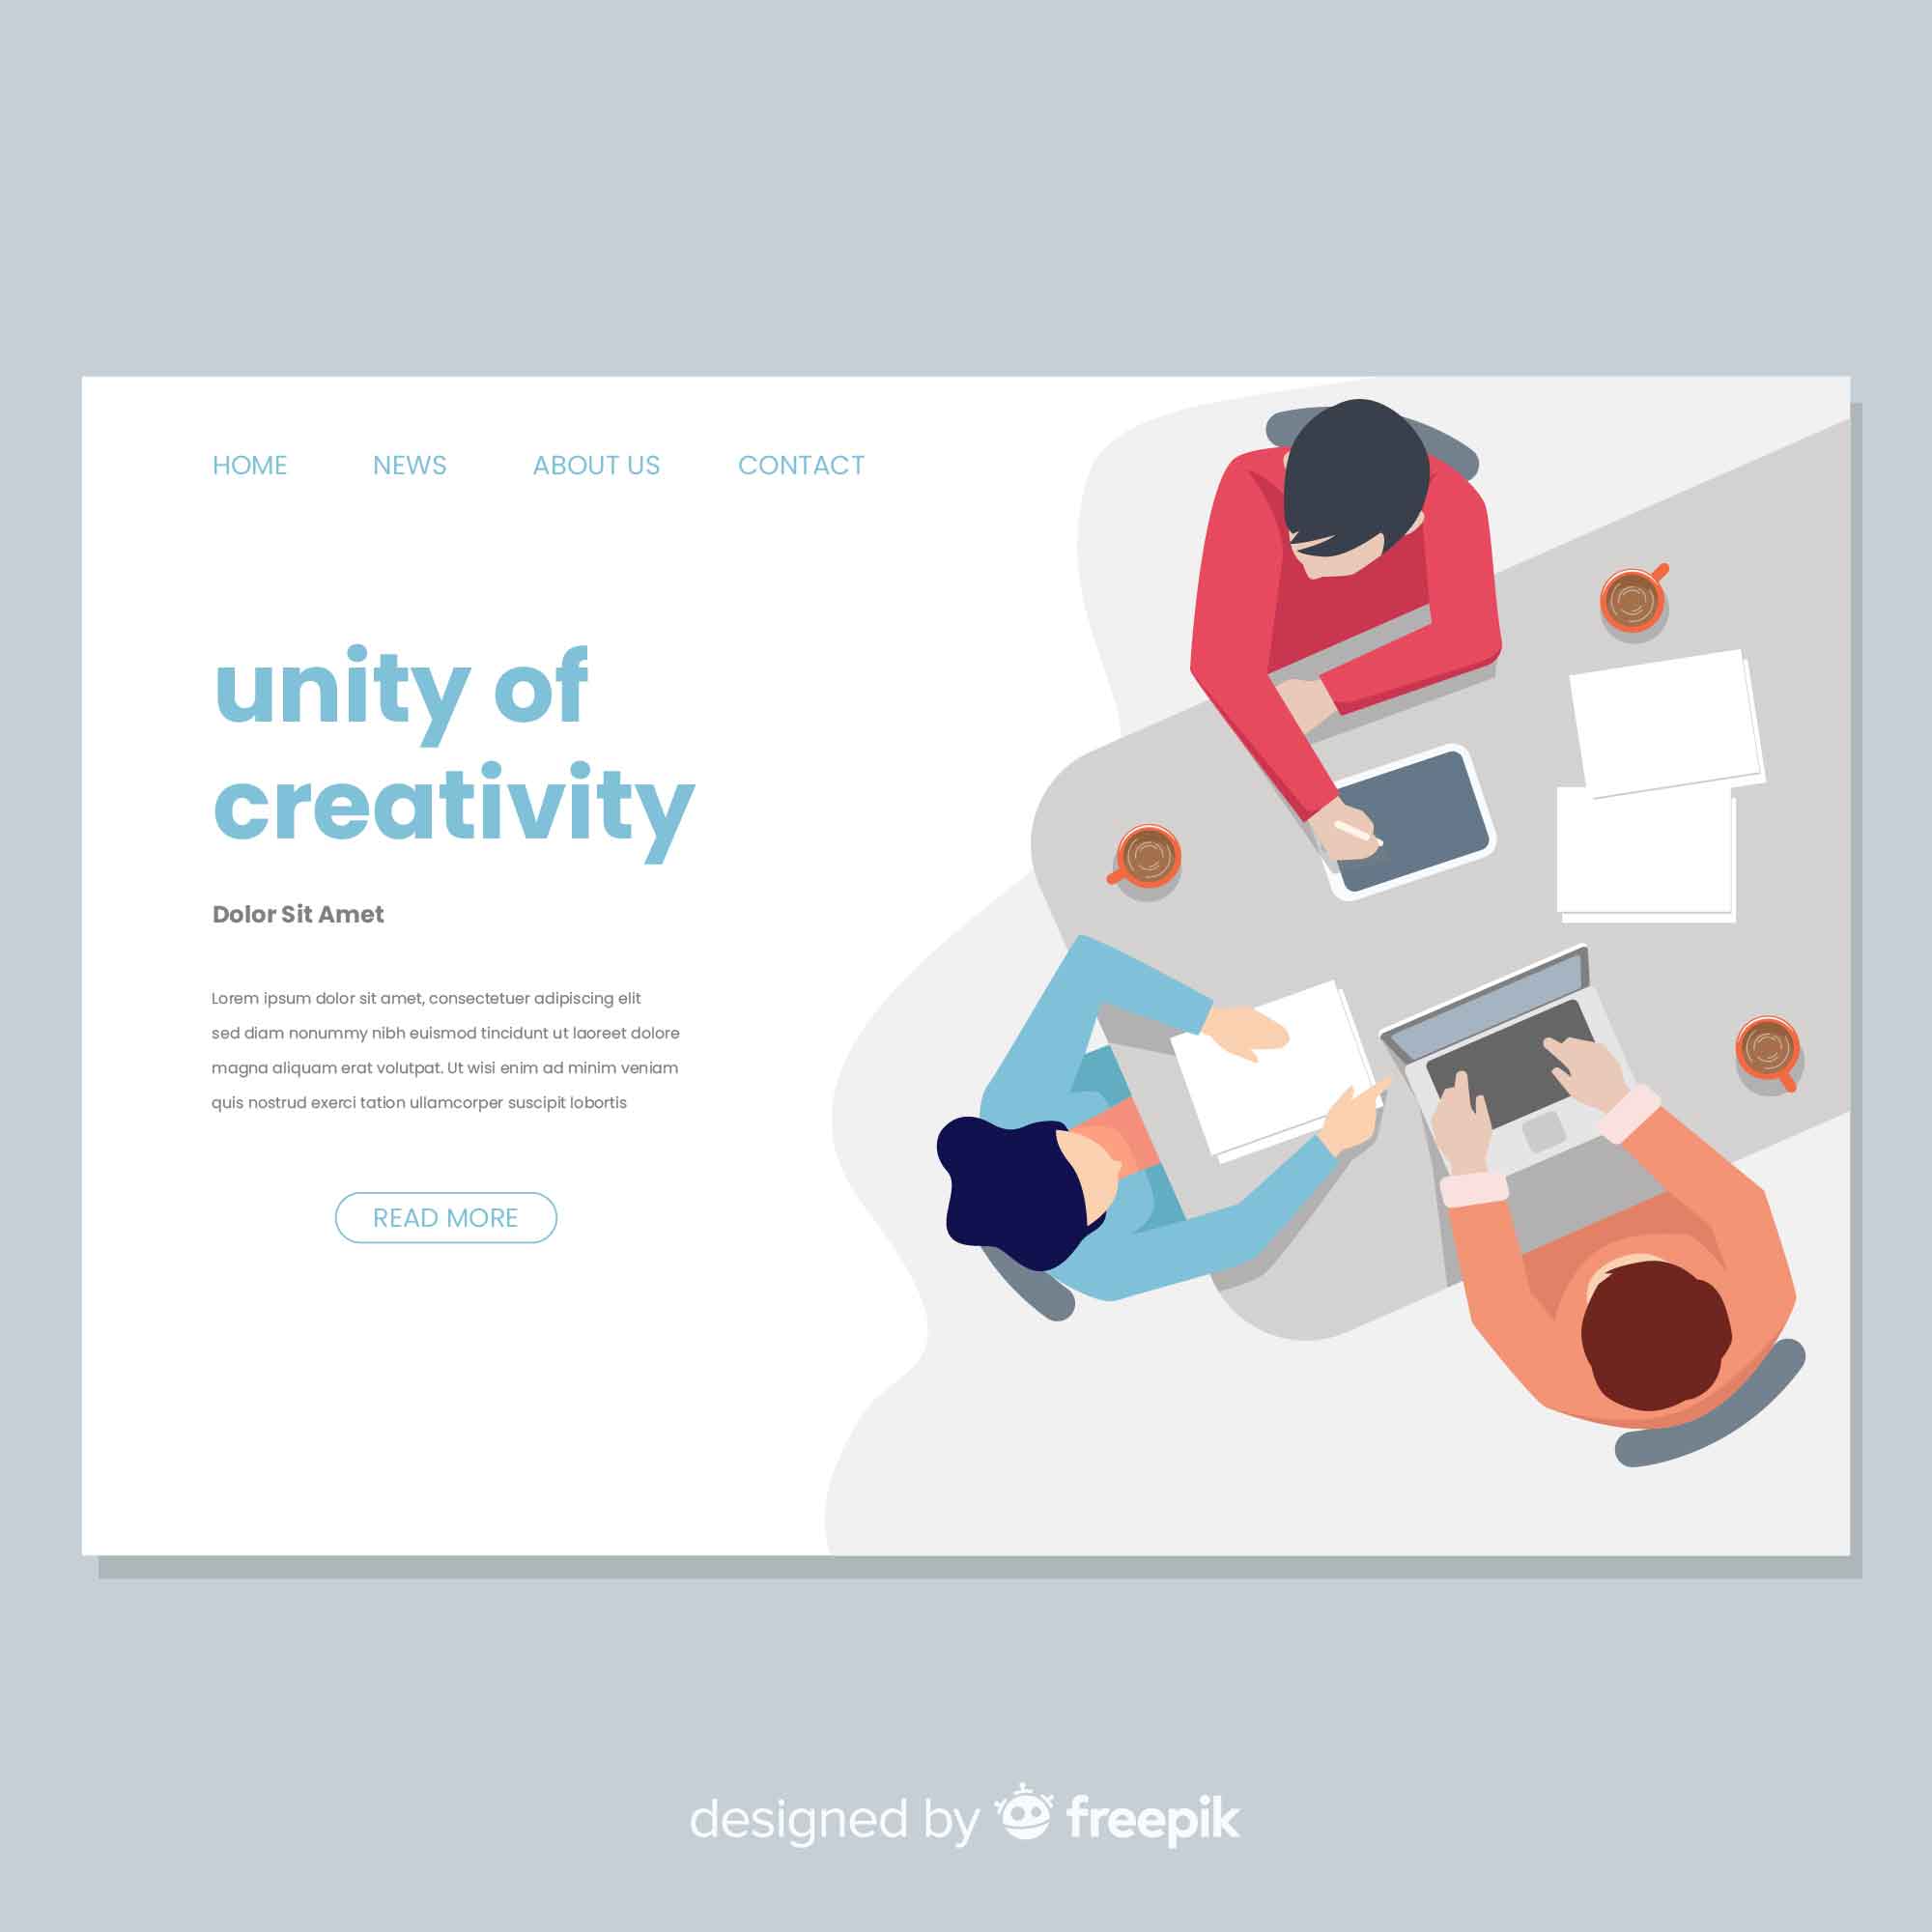 HOME NEWS ABOUT US CONTACT
unity of
creativity
Dolor Sit Amet
Lorem ipsum dolor sit amet, consectetuer adipiscing elit
sed diam nonummy nibh euismod tincidunt ut laoreet dolore
magna aliquam erat volutpat. Ut wisi enim ad minim veniam
quis nostrud exerci tation ullamcorper suscipit lobortis
READ MORE
designed by freepik